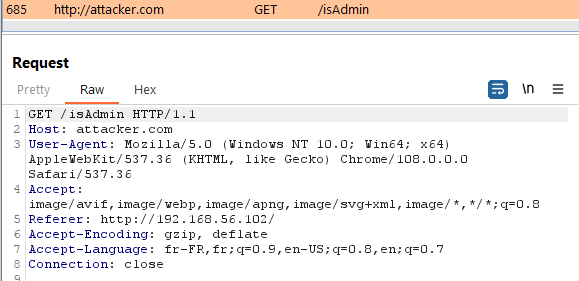 685 http://attacker.com GET /isAdmin
Request
Pretty Raw Hex \n
1 GET /isAdmin HTTP/1.1
2 Host: attacker.com
3 User-Agent: Mozilla/5.0 (Windows NT 10.0; Win64; x64)
AppleWebKit/537.36 (KHTML, like Gecko) Chrome/108.0.0.0
Safari/537.36
4 Accept:
image/avif,image/webp,image/apng,image/svg+xml,image/*,*/*;q=0.8
5 Referer: http://192.168.56.102/
6 Accept-Encoding: gzip, deflate
7 Accept-Language: fr-FR,fr;q=0.9,en-US;q=0.8,en;q=0.7
8 Connection: close
9